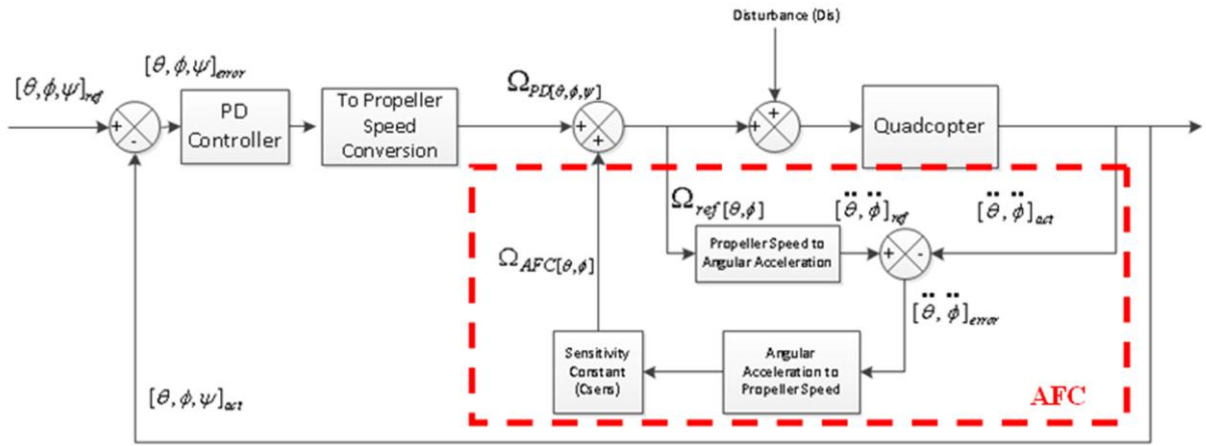 Disturbance (Dis)
[θ,ϕ,ψ]ref
[θ,ϕ,ψ]error
+
-
PD
Controller
To Propeller
Speed
Conversion
ΩPD[θ,ϕ,ψ]
+
+
+
+
Quadcopter
Ωref[θ,ϕ]
[θ̈,ϕ̈]ref
[θ̈,ϕ̈]act
Propeller Speed to
Angular Acceleration
+
-
ΩAFC[θ,ϕ]
[θ̈,ϕ̈]error
Sensitivity
Constant
(Csens)
Angular
Acceleration to
Propeller Speed
AFC
[θ,ϕ,ψ]act